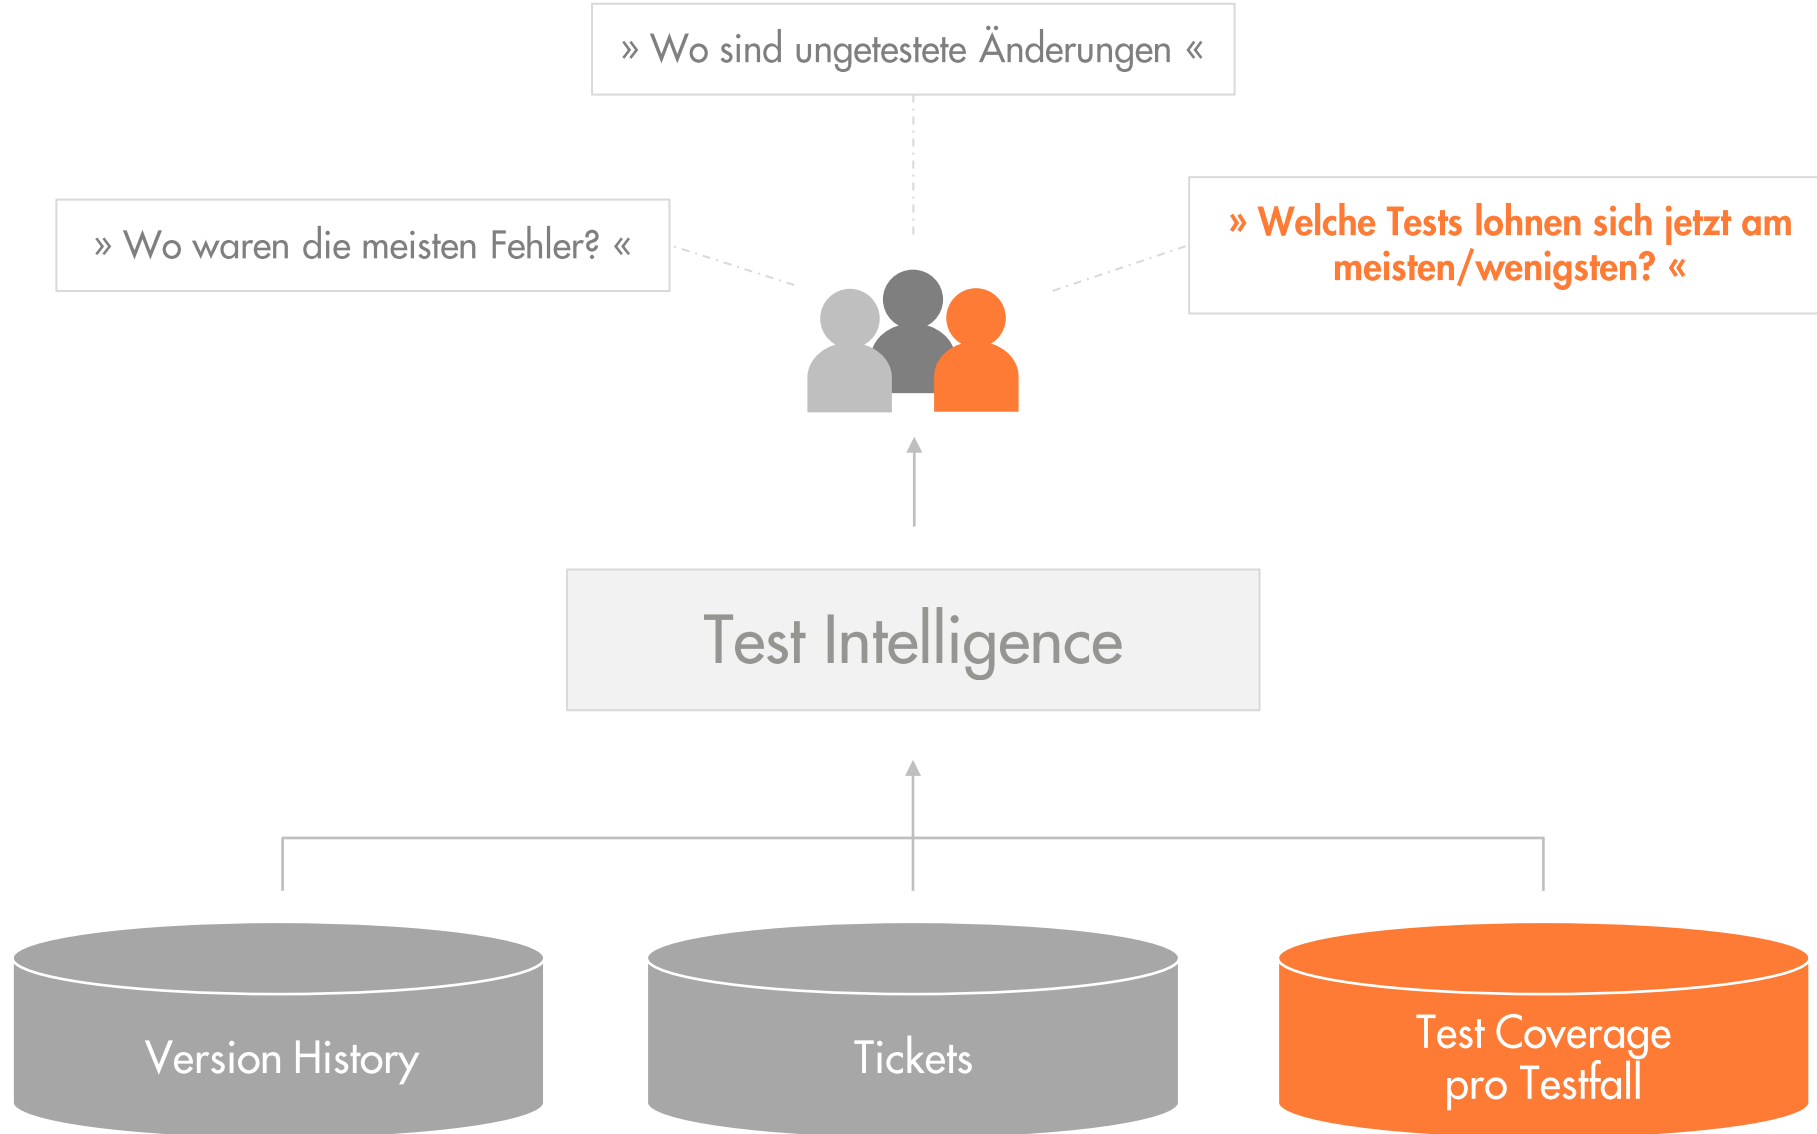 » Wo sind ungetestete Änderungen «
» Wo waren die meisten Fehler? «
» Welche Tests lohnen sich jetzt am
meisten/wenigsten? «
Test Intelligence
Version History
Tickets
Test Coverage
pro Testfall